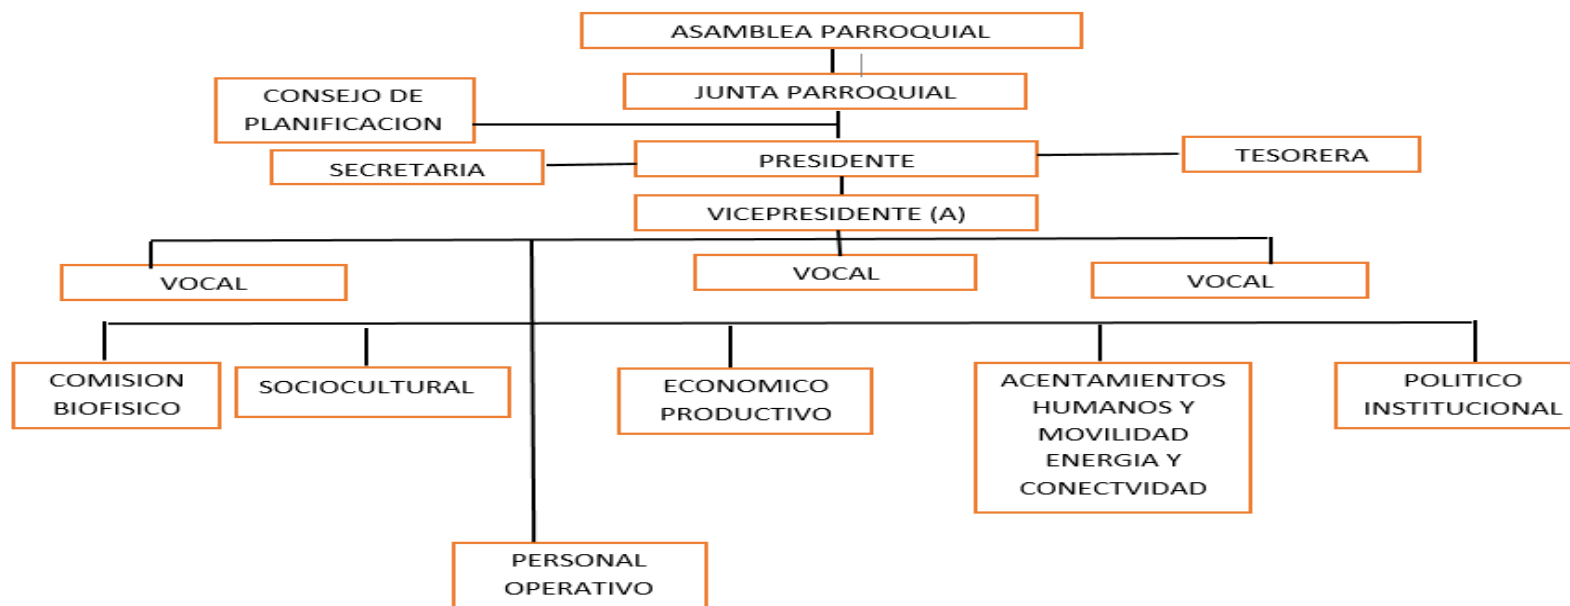 ASAMBLEA PARROQUIAL
JUNTA PARROQUIAL
CONSEJO DE
PLANIFICACION
SECRETARIA
PRESIDENTE
TESORERA
VICEPRESIDENTE (A)
VOCAL
VOCAL
VOCAL
COMISION
BIOFISICO
SOCIOCULTURAL
ECONOMICO
PRODUCTIVO
ACENTAMIENTOS
HUMANOS Y
MOVILIDAD
ENERGIA Y
CONECTVIDAD
POLITICO
INSTITUCIONAL
PERSONAL
OPERATIVO